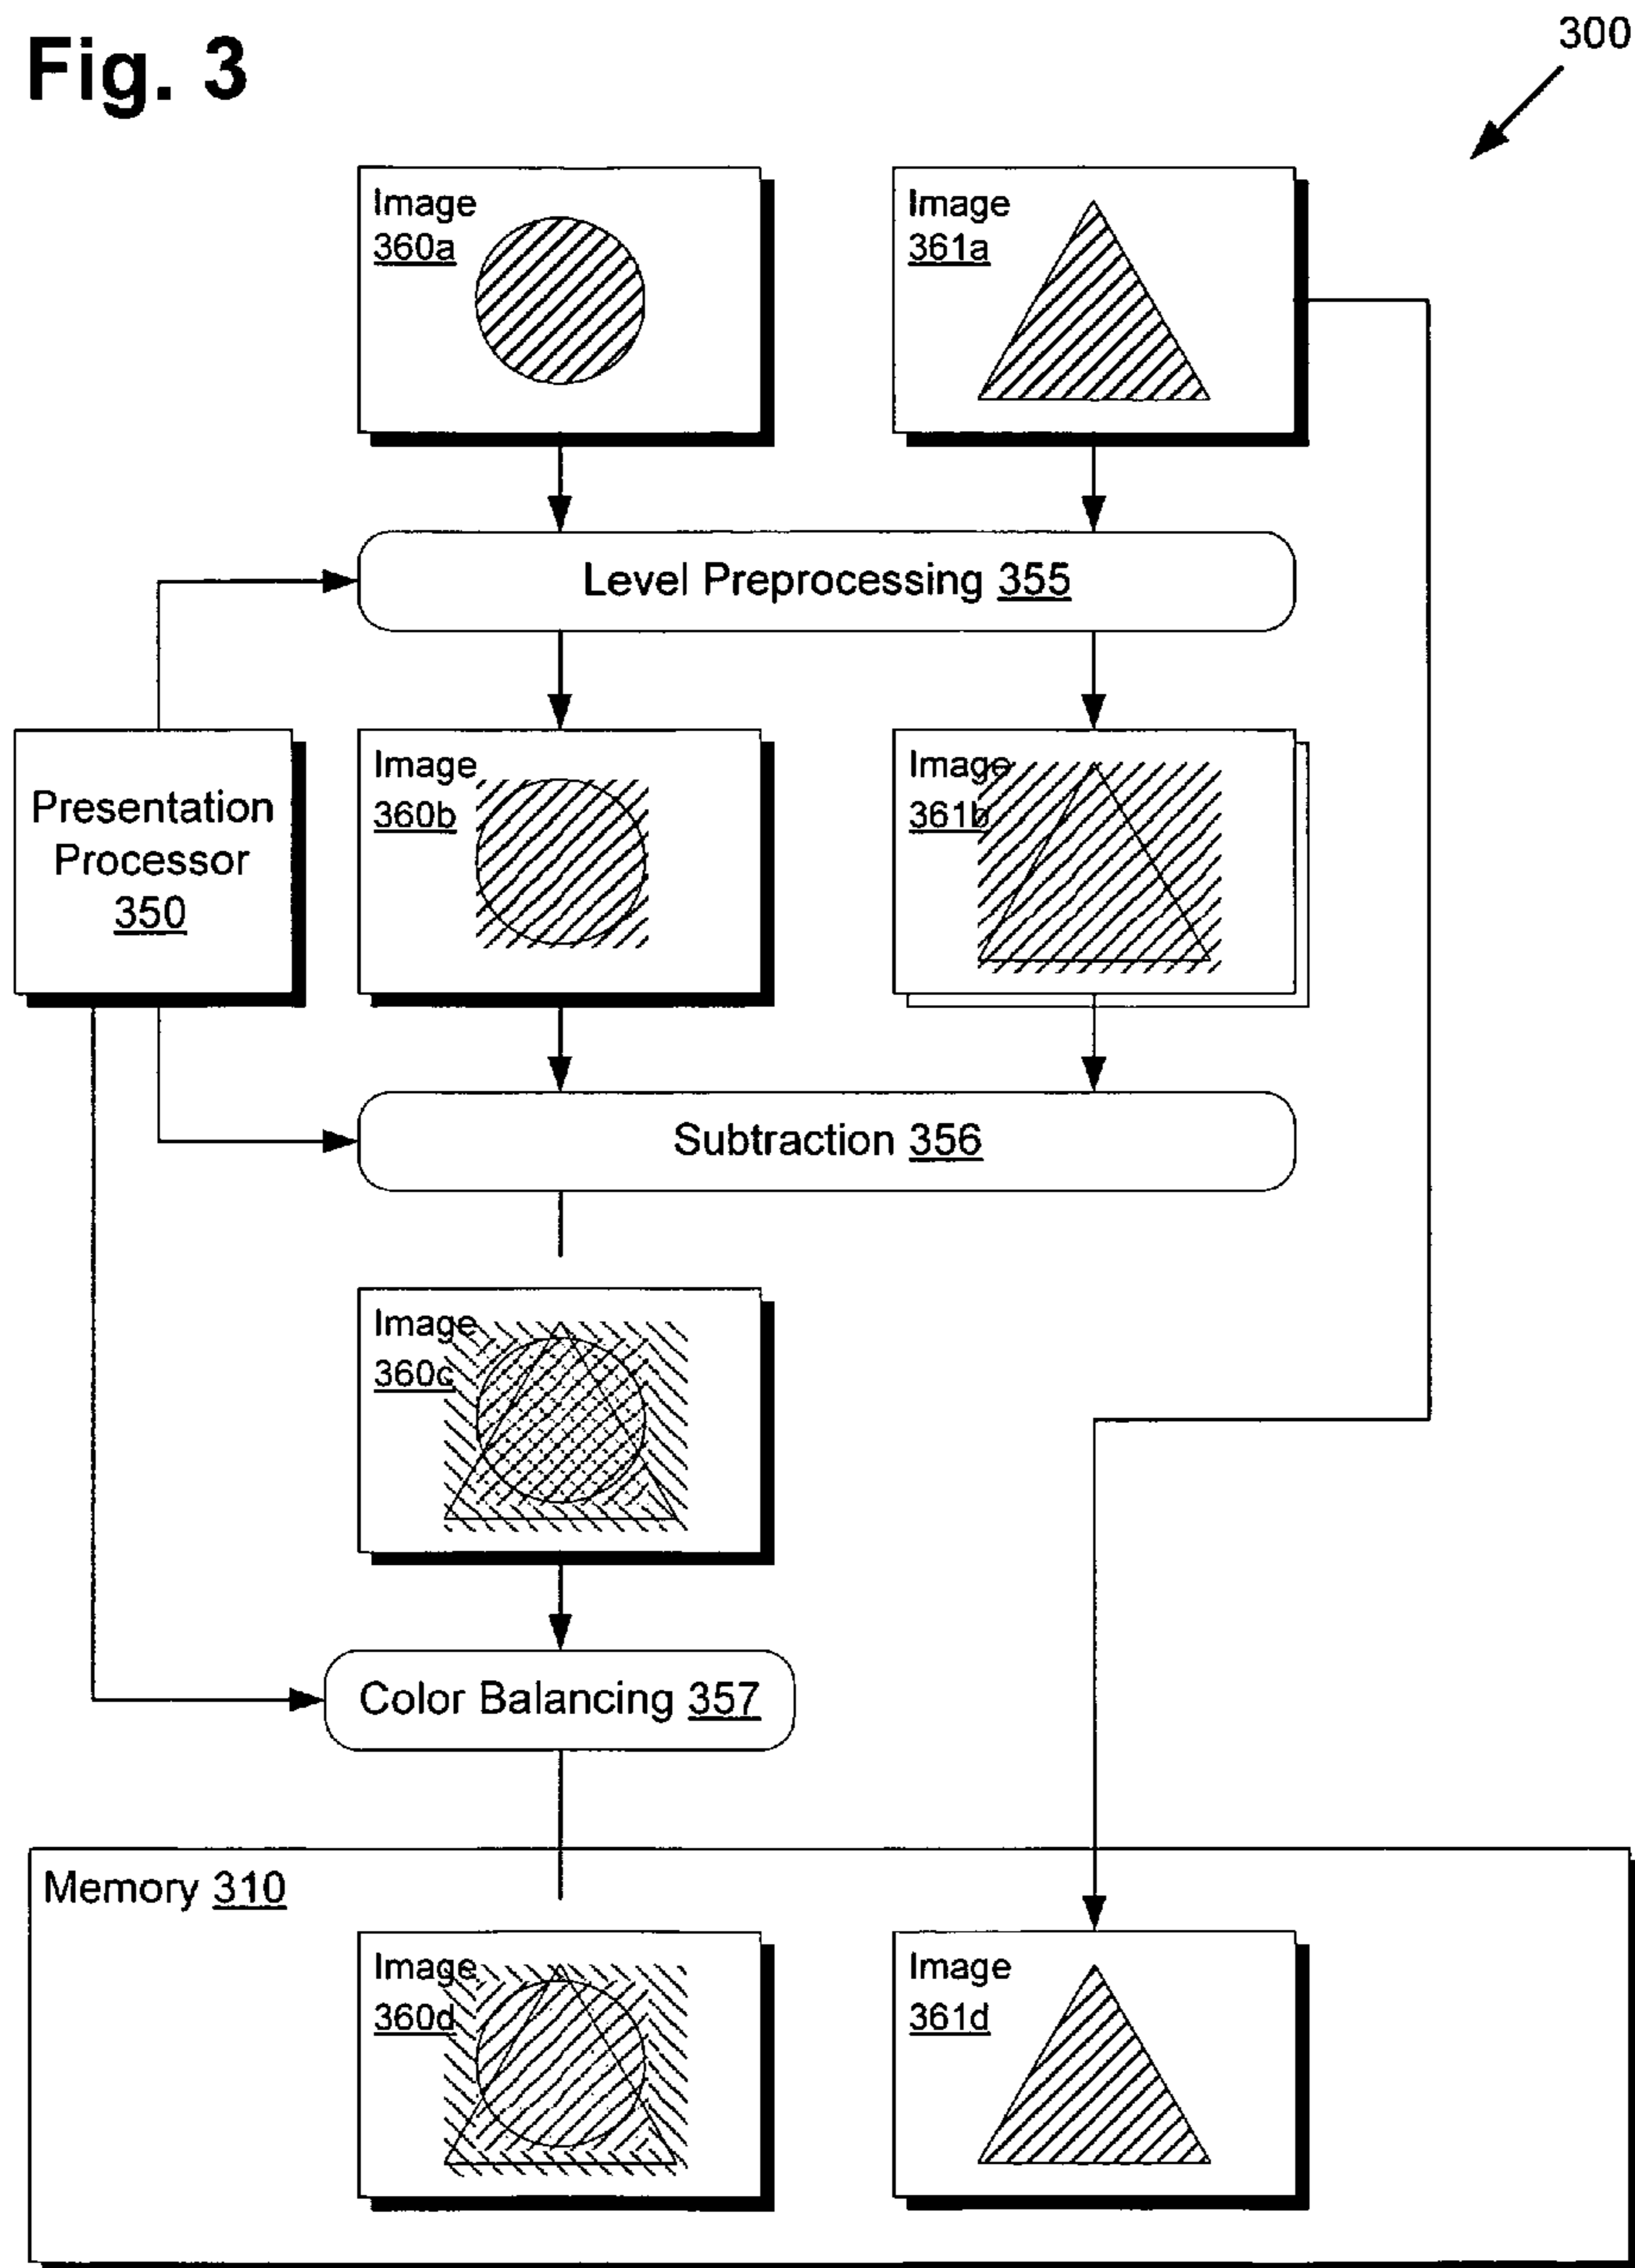 Fig. 3
300
Image
360a
Image
361a
Level Preprocessing 355
Presentation
Processor
350
Image
360b
Image
361b
Subtraction 356
Image
360c
Color Balancing 357
Memory 310
Image
360d
Image
361d